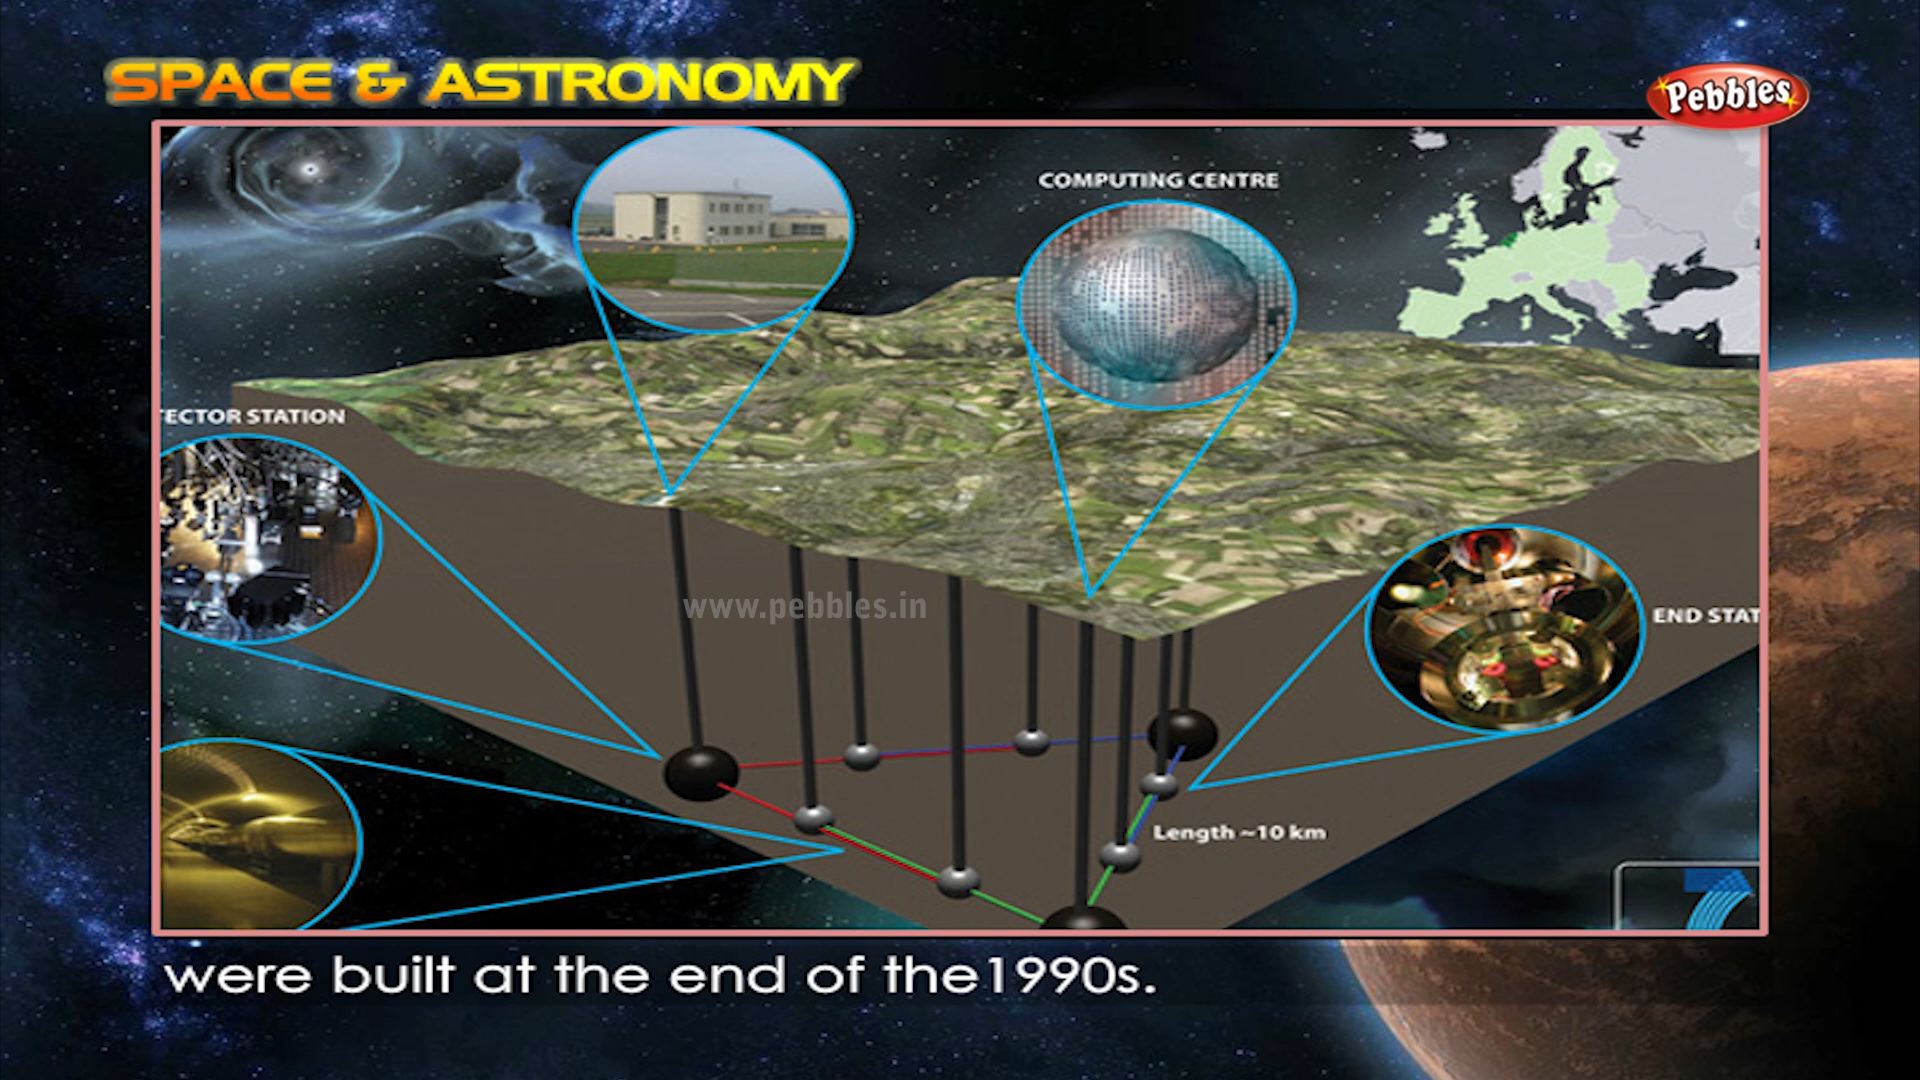 SPACE & ASTRONOMY
Pebbles
COMPUTING CENTRE
TECTOR STATION
END STAT
www.pebbles.in
Length ~10 km
were built at the end of the1990s.